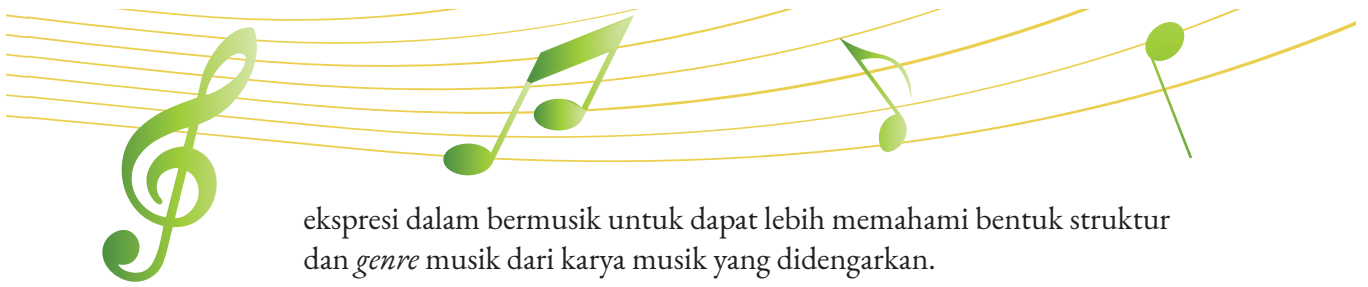 ekspresi dalam bermusik untuk dapat lebih memahami bentuk struktur
dan genre musik dari karya musik yang didengarkan.